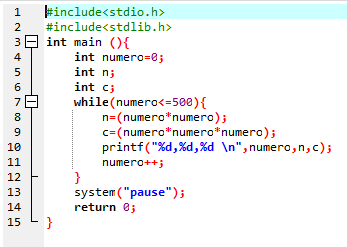 1 #include<stdio.h>
2 #include<stdlib.h>
3 int main (){
4 int numero=0;
5 int n;
6 int c;
7 while(numero<=500){
8 n=(numero*numero);
9 c=(numero*numero*numero);
10 printf("%d,%d,%d \n",numero,n,c);
11 numero++;
12 }
13 system("pause");
14 return 0;
15 }